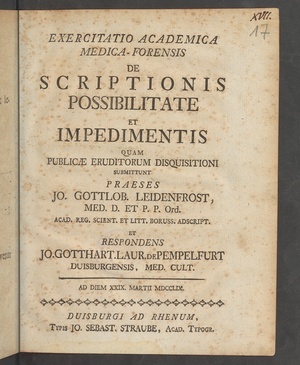 XVII.
17
EXERCITATIO ACADEMICA
MEDICA-FORENSIS
DE
SCRIPTIONIS
POSSIBILITATE
ET
IMPEDIMENTIS
QUAM
PUBLICÆ ERUDITORUM DISQUISITIONI
SUBMITTUNT
PRAESES
JO. GOTTLOB. LEIDENFROST,
MED. D. ET P. P. Ord.
ACAD. REG. SCIENT. ET LITT. BORUSS. ADSCRIPT.
ET
RESPONDENS
JO. GOTTHART. LAUR. DE PEMPELFURT
DUISBURGENSIS, MED. CULT.
AD DIEM XXIX. MARTII MDCCLIX.
DUISBURGI AD RHENUM,
TYPIS JO. SEBAST. STRAUBE, ACAD. TYPOGR.